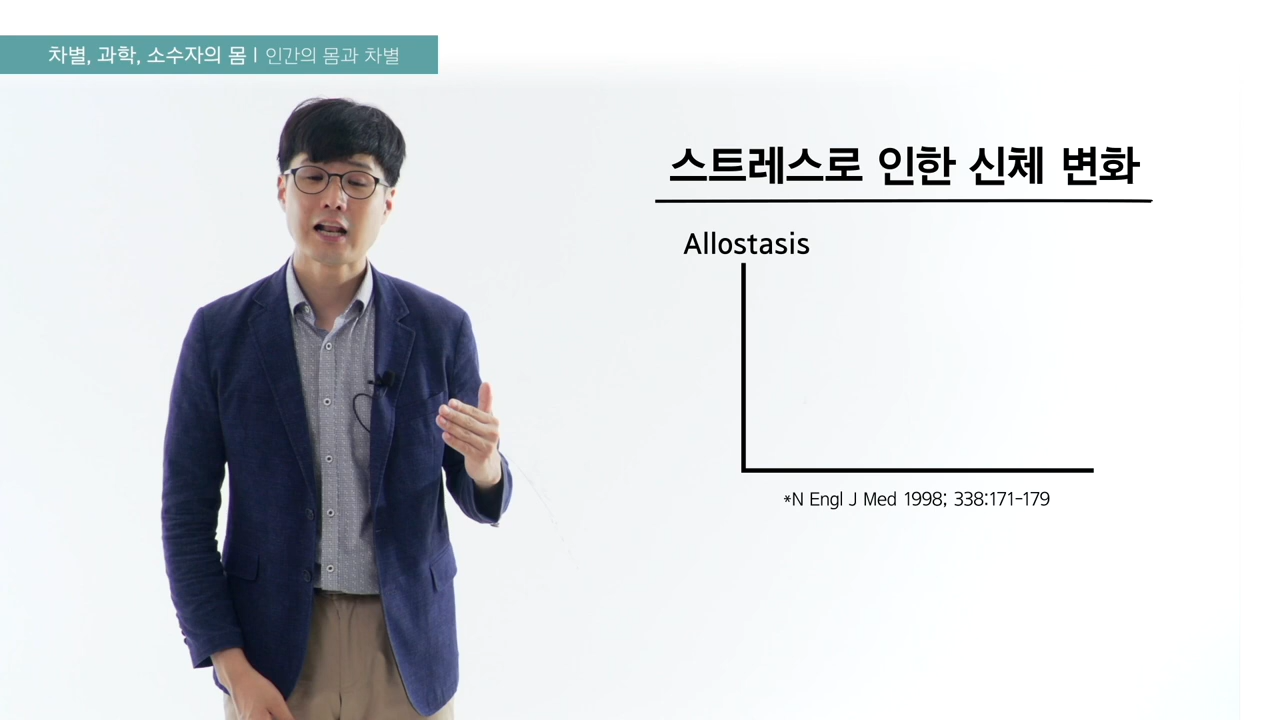 차별, 과학, 소수자의 몸 | 인간의 몸과 차별
스트레스로 인한 신체 변화
Allostasis
*N Engl J Med 1998; 338:171-179